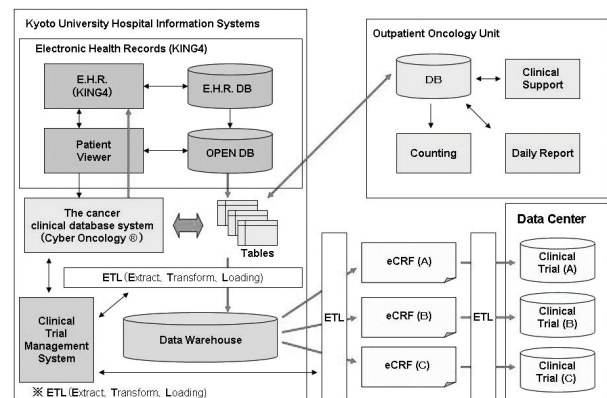 Kyoto University Hospital Information Systems
Electronic Health Records (KING4)
E.H.R.
(KING4)
E.H.R. DB
Patient
Viewer
OPEN DB
The cancer
clinical database system
(Cyber Oncology ®)
Tables
ETL (Extract, Transform, Loading)
Clinical
Trial
Management
System
Data Warehouse
※ ETL (Extract, Transform, Loading)
Outpatient Oncology Unit
DB
Clinical
Support
Counting
Daily Report
Data Center
ETL
eCRF (A)
eCRF (B)
eCRF (C)
ETL
Clinical
Trial (A)
Clinical
Trial (B)
Clinical
Trial (C)